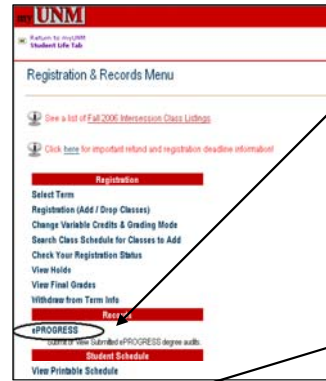 my UNM
Return to myUNM
Student Life Tab
Registration & Records Menu
See a list of Fall 2006 Intersession Class Listings
Click here for important refund and registration deadline information!
Registration
Select Term
Registration (Add / Drop Classes)
Change Variable Credits & Grading Mode
Search Class Schedule for Classes to Add
Check Your Registration Status
View Holds
View Final Grades
Withdraw from Term Info
Records
ePROGRESS
Submit or View Submitted ePROGRESS degree audits.
Student Schedule
View Printable Schedule